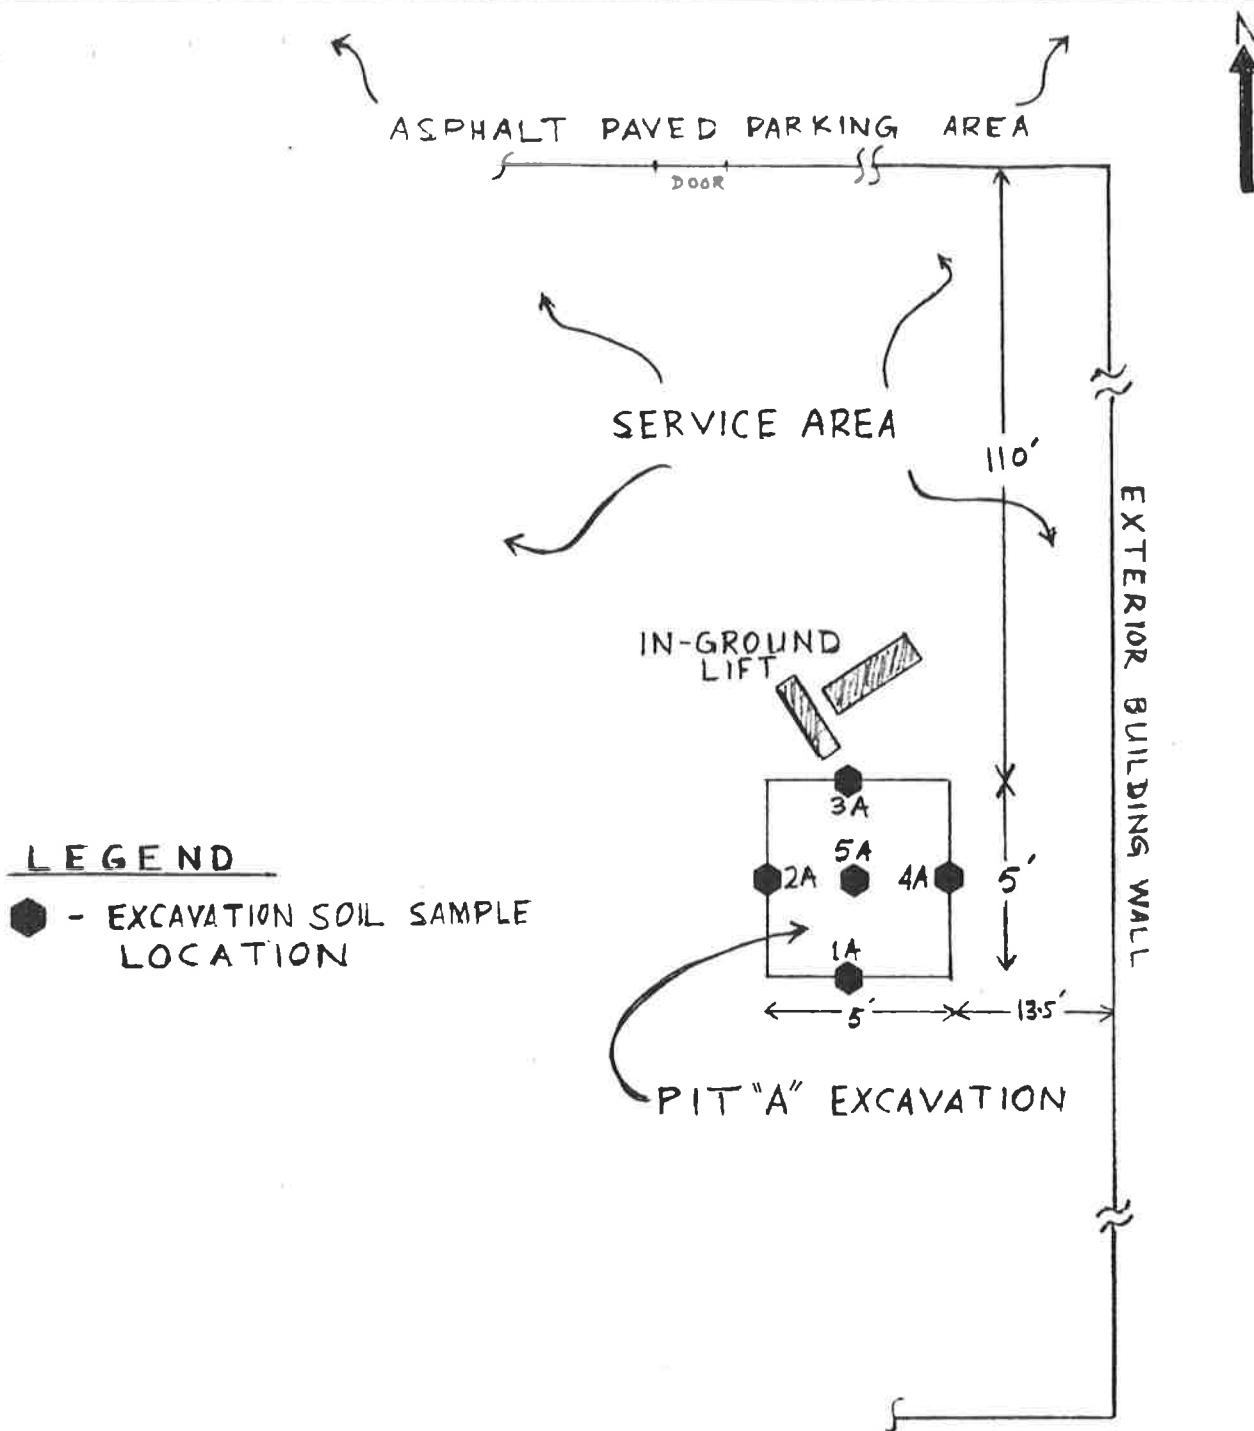 N
ASPHALT PAVED PARKING AREA
DOOR
SERVICE AREA
110'
EXTERIOR BUILDING WALL
IN-GROUND
LIFT
3A
5A
2A
4A
5'
1A
5'
13.5'
PIT "A" EXCAVATION
LEGEND
- EXCAVATION SOIL SAMPLE
LOCATION